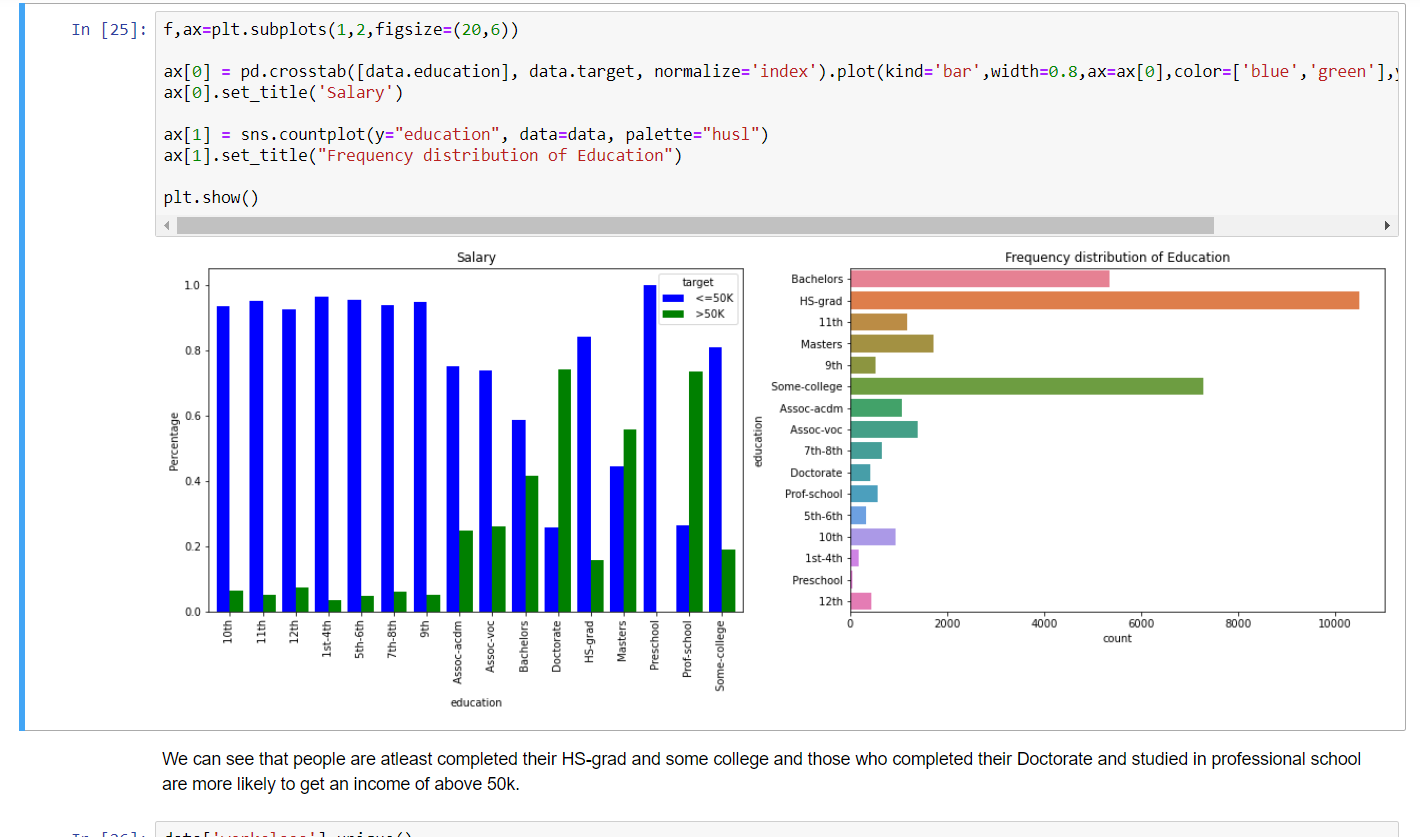 In [25]: f,ax=plt.subplots(1,2,figsize=(20,6))
ax[0] = pd.crosstab([data.education], data.target, normalize='index').plot(kind='bar',width=0.8,ax=ax[0],color=['blue','green'],
ax[0].set_title('Salary')
ax[1] = sns.countplot(y="education", data=data, palette="husl")
ax[1].set_title("Frequency distribution of Education")
plt.show()
Salary
target
<=50K
>50K
1.0
0.8
0.6
0.4
0.2
0.0
Percentage
10th
11th
12th
1st-4th
5th-6th
7th-8th
9th
Assoc-acdm
Assoc-voc
Bachelors
Doctorate
HS-grad
Masters
Preschool
Prof-school
Some-college
education
Frequency distribution of Education
education
Bachelors
HS-grad
11th
Masters
9th
Some-college
Assoc-acdm
Assoc-voc
7th-8th
Doctorate
Prof-school
5th-6th
10th
1st-4th
Preschool
12th
0 2000 4000 6000 8000 10000
count
We can see that people are atleast completed their HS-grad and some college and those who completed their Doctorate and studied in professional school
are more likely to get an income of above 50k.